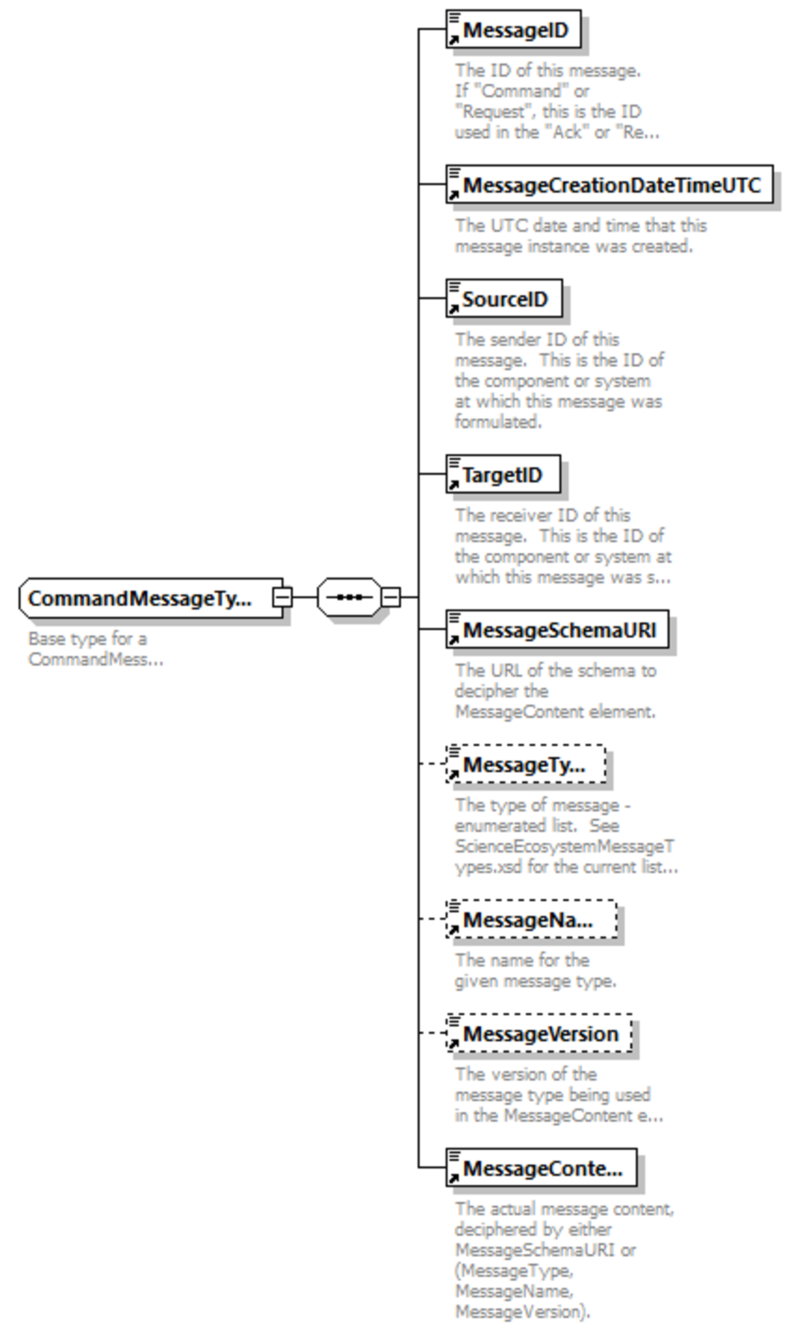 MessageID
The ID of this message.
If "Command" or
"Request", this is the ID
used in the "Ack" or "Re...
MessageCreationDateTimeUTC
The UTC date and time that this
message instance was created.
SourceID
The sender ID of this
message.  This is the ID of
the component or system
at which this message was
formulated.
TargetID
The receiver ID of this
message.  This is the ID of
the component or system at
which this message was s...
CommandMessageTy...
Base type for a
CommandMess...
MessageSchemaURI
The URL of the schema to
decipher the
MessageContent element.
MessageTy...
The type of message -
enumerated list.  See
ScienceEcosystemMessageT
ypes.xsd for the current list...
MessageNa...
The name for the
given message type.
MessageVersion
The version of the
message type being used
in the MessageContent e...
MessageConte...
The actual message content,
deciphered by either
MessageSchemaURI or
(MessageType,
MessageName,
MessageVersion).